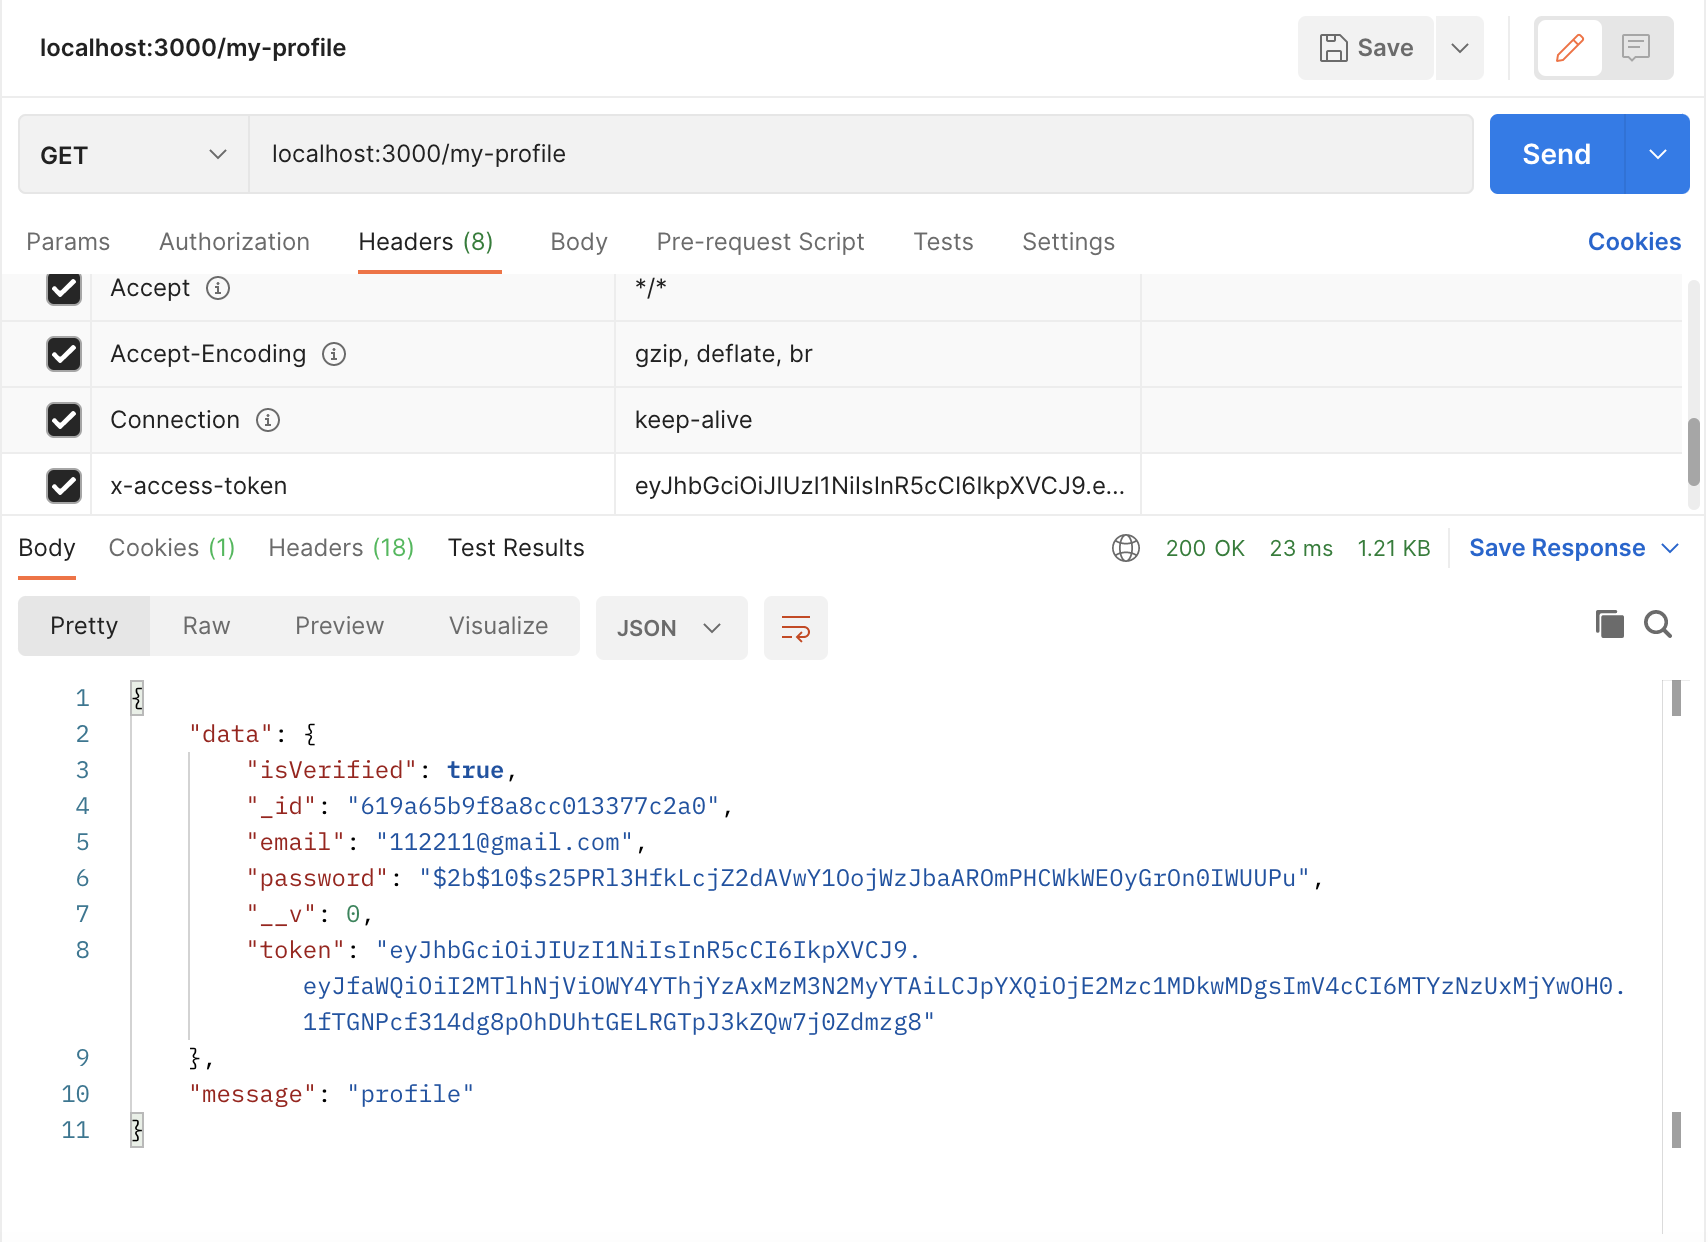 localhost:3000/my-profile
Save
GET
localhost:3000/my-profile
Send
Params Authorization Headers (8) Body Pre-request Script Tests Settings Cookies
Accept */*
Accept-Encoding gzip, deflate, br
Connection keep-alive
x-access-token eyJhbGciOiJIUzI1NiIsInR5cCI6IkpXVCJ9.e...
Body Cookies (1) Headers (18) Test Results 200 OK 23 ms 1.21 KB Save Response
Pretty Raw Preview Visualize JSON
1 {
2 "data": {
3 "isVerified": true,
4 "_id": "619a65b9f8a8cc013377c2a0",
5 "email": "112211@gmail.com",
6 "password": "$2b$10$s25PRl3HfkLcjZ2dAVwY1OojWzJbaAROmPHCWkWEOyGrOn0IWUUPu",
7 "__v": 0,
8 "token": "eyJhbGciOiJIUzI1NiIsInR5cCI6IkpXVCJ9.
eyJfaWQiOiI2MTlhNjViOWY4YThjYzAxMzM3N2MyYTAiLCJpYXQiOjE2Mzc1MDkwMDgsImV4cCI6MTYzNzUxMjYwOH0.
1fTGNPcf314dg8pOhDUhtGELRGTpJ3kZQw7j0Zdmzg8"
9 },
10 "message": "profile"
11 }